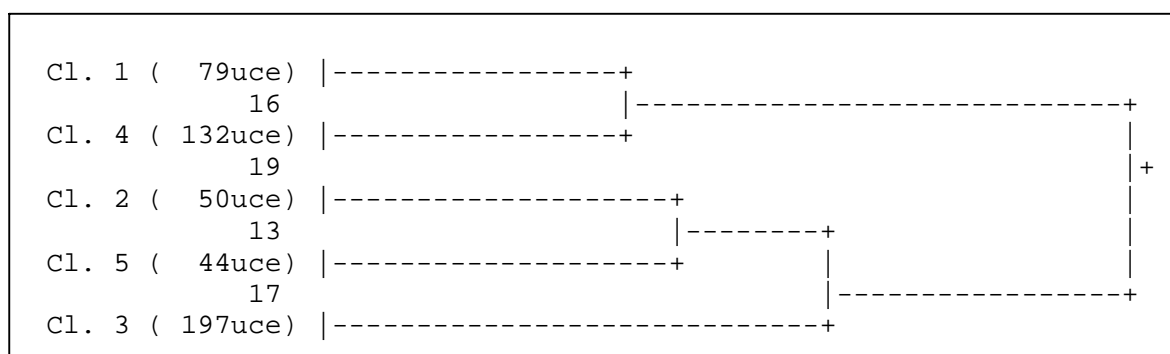 Cl. 1 (  79uce) |-----------------+
            16                    |-----------------------------+
Cl. 4 ( 132uce) |-----------------+                             |
            19                                                  |+
Cl. 2 (  50uce) |--------------------+                          |
            13                       |--------+                 |
Cl. 5 (  44uce) |--------------------+        |                 |
            17                                |-----------------+
Cl. 3 ( 197uce) |-----------------------------+